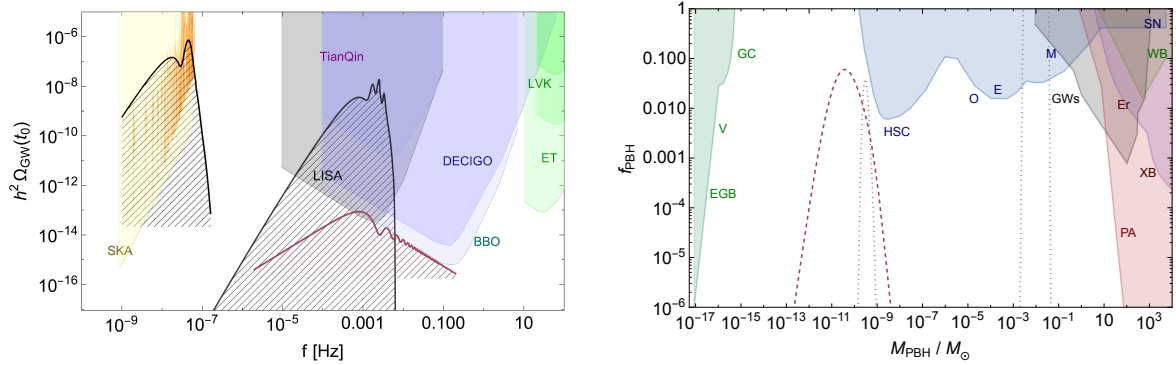 10⁻⁶
10⁻⁸
10⁻¹⁰
10⁻¹²
10⁻¹⁴
10⁻¹⁶
h² Ω_GW(t₀)
TianQin
LVK
DECIGO
ET
LISA
SKA
BBO
10⁻⁹
10⁻⁷
10⁻⁵
0.001
0.100
10
f [Hz]
1
0.100
0.010
0.001
10⁻⁴
10⁻⁵
10⁻⁶
f_PBH
GC
SN
M
WB
O
E
GWs
Er
HSC
V
XB
EGB
PA
10⁻¹⁷
10⁻¹⁵
10⁻¹³
10⁻¹¹
10⁻⁹
10⁻⁷
10⁻⁵
10⁻³
10⁻¹
10
10³
M_PBH / M_⊙